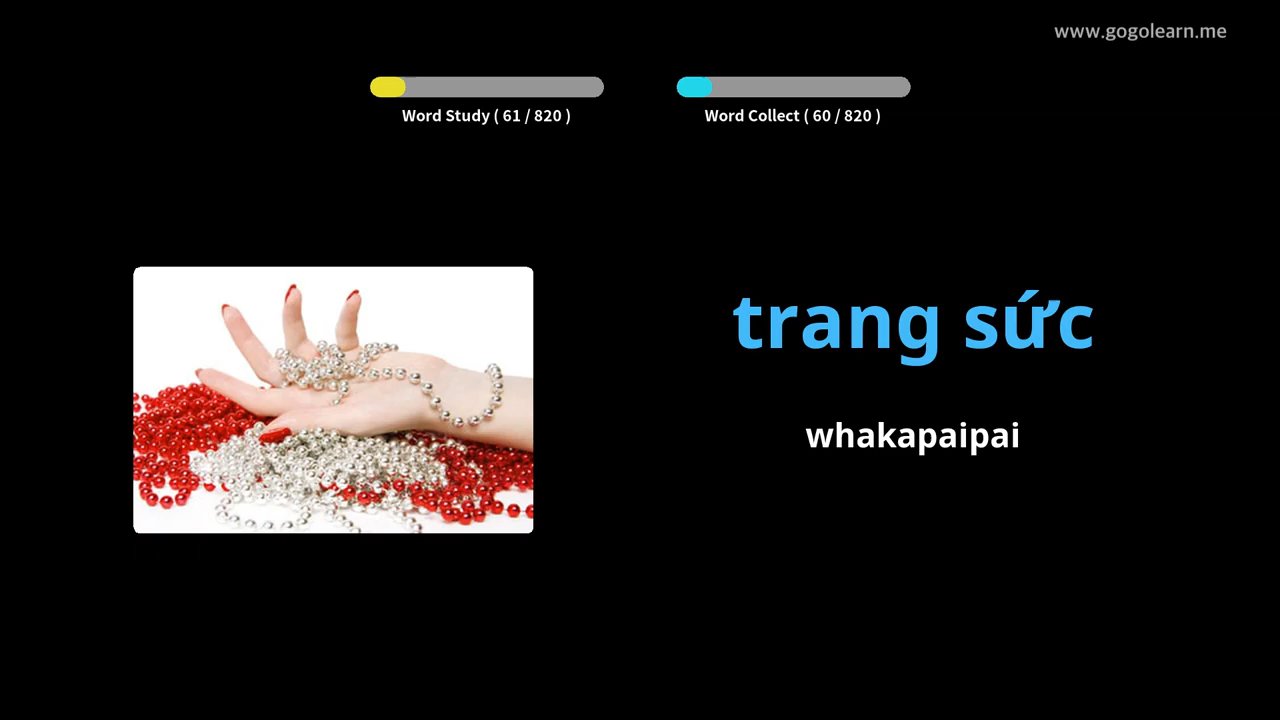 www.gogolearn.me
Word Study ( 61 / 820 )
Word Collect ( 60 / 820 )
trang sức
whakapaipai